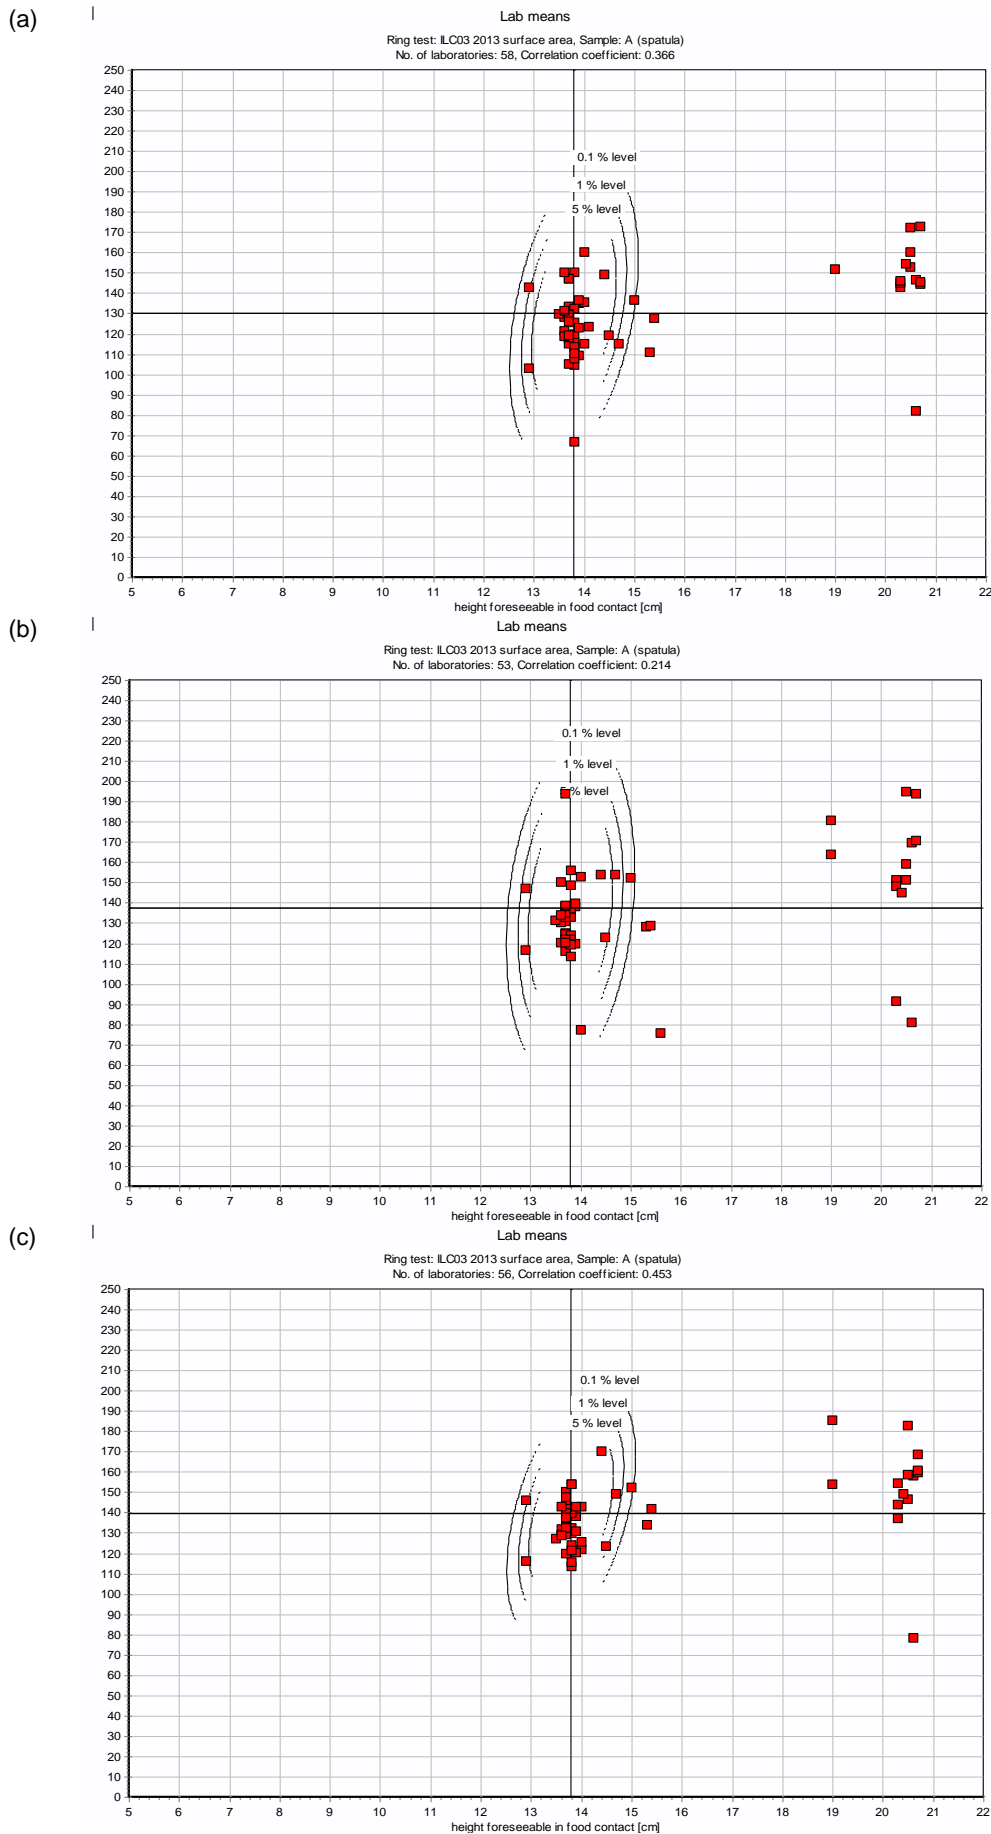 (a)
Lab means
Ring test: ILC03 2013 surface area, Sample: A (spatula)
No. of laboratories: 58, Correlation coefficient: 0.366
250
240
230
220
210
200
190
180
170
160
150
140
130
120
110
100
90
80
70
60
50
40
30
20
10
0
0.1 % level
1 % level
5 % level
5 6 7 8 9 10 11 12 13 14 15 16 17 18 19 20 21 22
height foreseeable in food contact [cm]
(b)
Lab means
Ring test: ILC03 2013 surface area, Sample: A (spatula)
No. of laboratories: 53, Correlation coefficient: 0.214
250
240
230
220
210
200
190
180
170
160
150
140
130
120
110
100
90
80
70
60
50
40
30
20
10
0
0.1 % level
1 % level
% level
5 6 7 8 9 10 11 12 13 14 15 16 17 18 19 20 21 22
height foreseeable in food contact [cm]
(c)
Lab means
Ring test: ILC03 2013 surface area, Sample: A (spatula)
No. of laboratories: 56, Correlation coefficient: 0.453
250
240
230
220
210
200
190
180
170
160
150
140
130
120
110
100
90
80
70
60
50
40
30
20
10
0
0.1 % level
1 % level
5 % level
5 6 7 8 9 10 11 12 13 14 15 16 17 18 19 20 21 22
height foreseeable in food contact [cm]